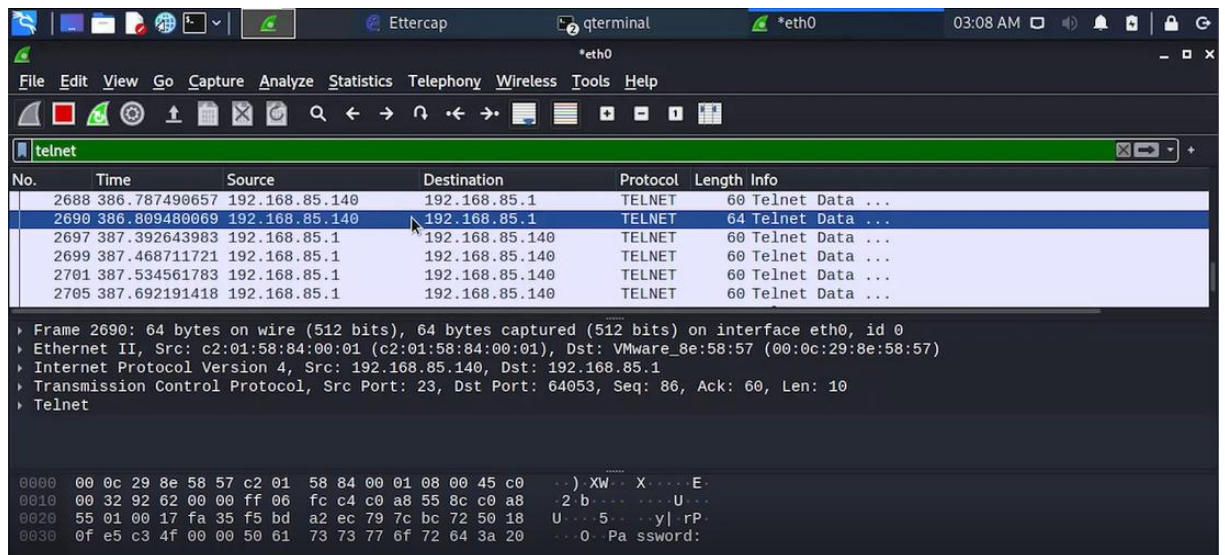 Ettercap qterminal *eth0 03:08 AM
*eth0
File Edit View Go Capture Analyze Statistics Telephony Wireless Tools Help
telnet
No. Time Source Destination Protocol Length Info
2688 386.787490657 192.168.85.140 192.168.85.1 TELNET 60 Telnet Data ...
2690 386.809480069 192.168.85.140 192.168.85.1 TELNET 64 Telnet Data ...
2697 387.392643983 192.168.85.1 192.168.85.140 TELNET 60 Telnet Data ...
2699 387.468711721 192.168.85.1 192.168.85.140 TELNET 60 Telnet Data ...
2701 387.534561783 192.168.85.1 192.168.85.140 TELNET 60 Telnet Data ...
2705 387.692191418 192.168.85.1 192.168.85.140 TELNET 60 Telnet Data ...
Frame 2690: 64 bytes on wire (512 bits), 64 bytes captured (512 bits) on interface eth0, id 0
Ethernet II, Src: c2:01:58:84:00:01 (c2:01:58:84:00:01), Dst: VMware_8e:58:57 (00:0c:29:8e:58:57)
Internet Protocol Version 4, Src: 192.168.85.140, Dst: 192.168.85.1
Transmission Control Protocol, Src Port: 23, Dst Port: 64053, Seq: 86, Ack: 60, Len: 10
Telnet
0000 00 0c 29 8e 58 57 c2 01 58 84 00 01 08 00 45 c0 ··)·XW·· X·····E·
0010 00 32 92 62 00 00 ff 06 fc c4 c0 a8 55 8c c0 a8 ·2·b···· ····U···
0020 55 01 00 17 fa 35 f5 bd a2 ec 79 7c bc 72 50 18 U····5·· ··y|·rP·
0030 0f e5 c3 4f 00 00 50 61 73 73 77 6f 72 64 3a 20 ···O··Pa ssword: